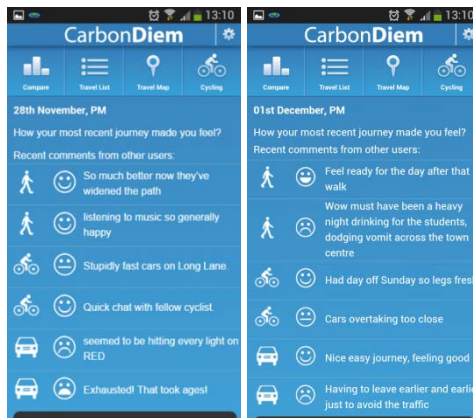 13:10
CarbonDiem
Compare
Travel List
Travel Map
Cycling
28th November, PM
How your most recent journey made you feel?
Recent comments from other users:
So much better now they've
widened the path
listening to music so generally
happy
Stupidly fast cars on Long Lane.
Quick chat with fellow cyclist.
seemed to be hitting every light on
RED
Exhausted! That took ages!
13:10
CarbonDiem
Compare
Travel List
Travel Map
Cycling
01st December, PM
How your most recent journey made you feel?
Recent comments from other users:
Feel ready for the day after that
walk
Wow must have been a heavy
night drinking for the students,
dodging vomit across the town
centre
Had day off Sunday so legs fresh
Cars overtaking too close
Nice easy journey, feeling good
Having to leave earlier and earlie
just to avoid the traffic